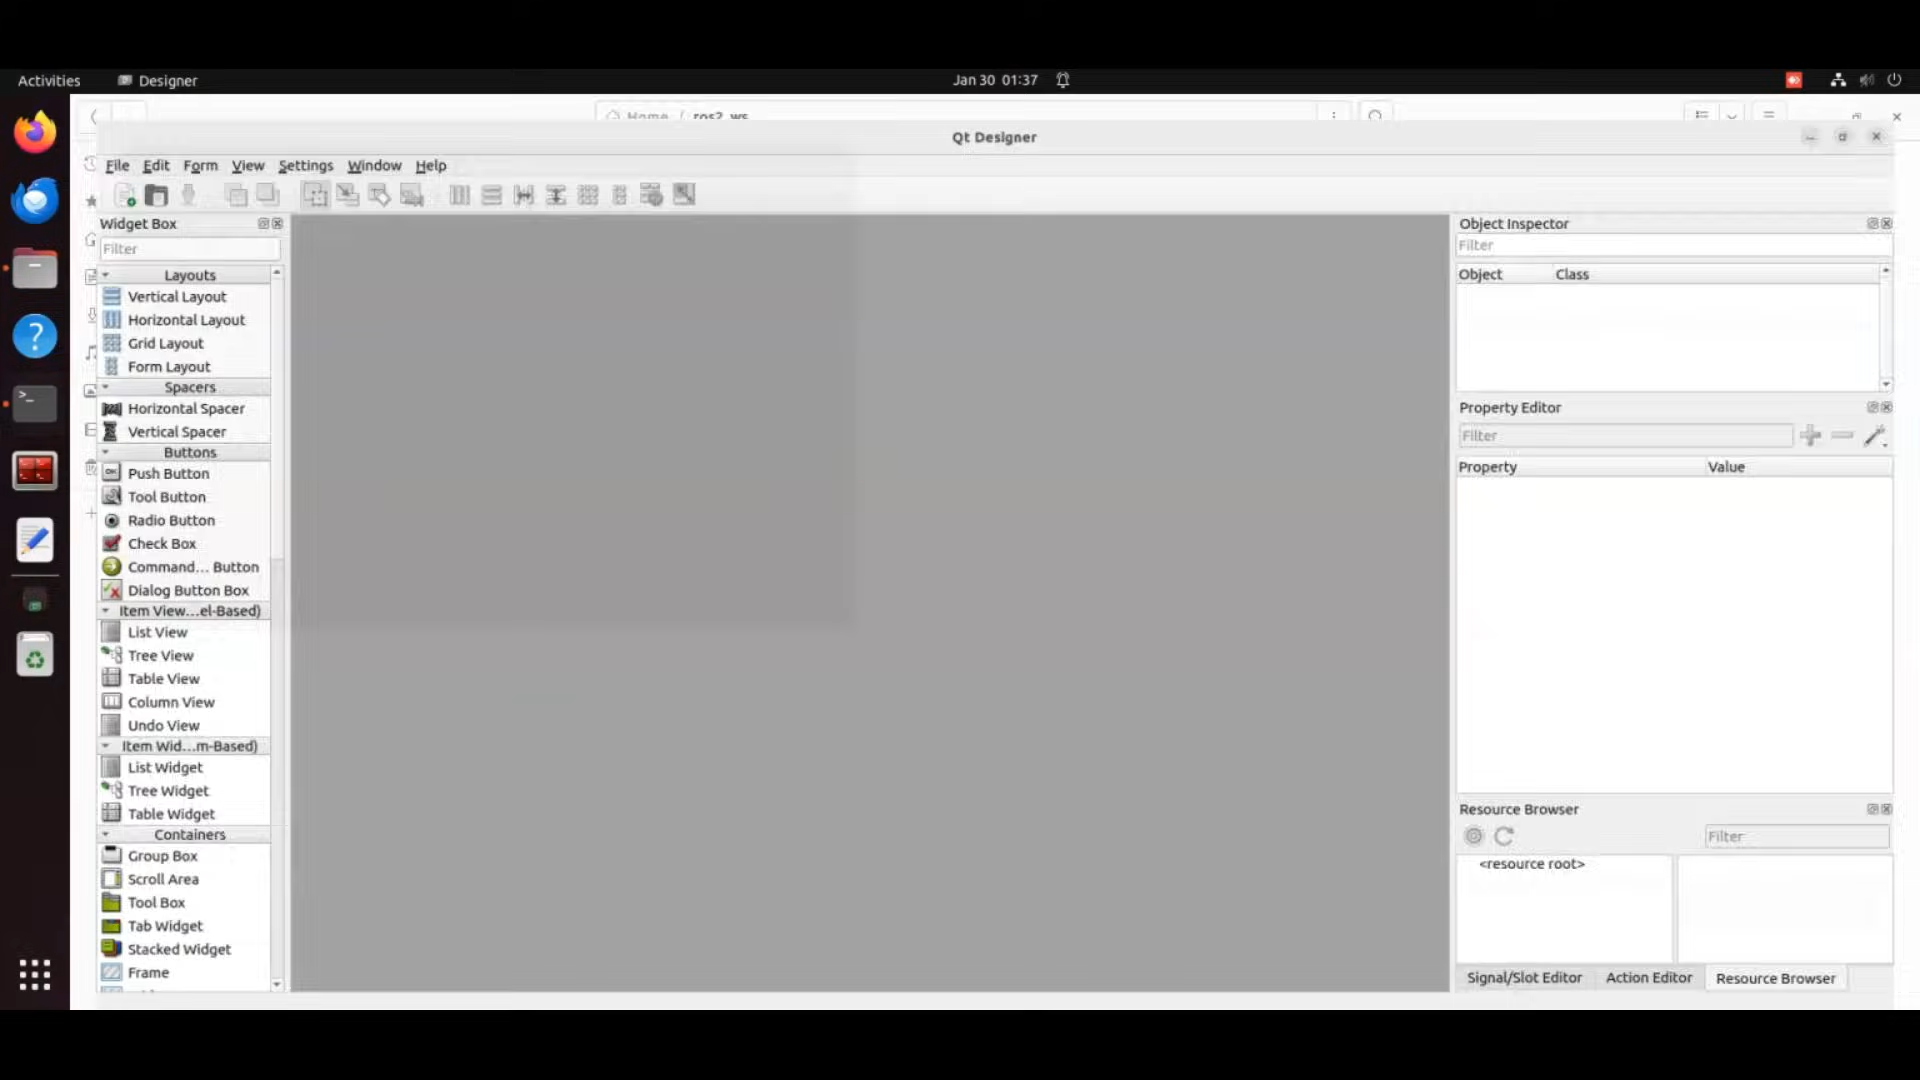 Activities Designer Jan 30 01:37
Home / ros2_ws
Qt Designer
File Edit Form View Settings Window Help
Widget Box
Filter
Layouts
Vertical Layout
Horizontal Layout
Grid Layout
Form Layout
Spacers
Horizontal Spacer
Vertical Spacer
Buttons
Push Button
Tool Button
Radio Button
Check Box
Command... Button
Dialog Button Box
Item View...el-Based)
List View
Tree View
Table View
Column View
Undo View
Item Wid...m-Based)
List Widget
Tree Widget
Table Widget
Containers
Group Box
Scroll Area
Tool Box
Tab Widget
Stacked Widget
Frame
Object Inspector
Filter
Object Class
Property Editor
Filter
Property Value
Resource Browser
Filter
<resource root>
Signal/Slot Editor Action Editor Resource Browser